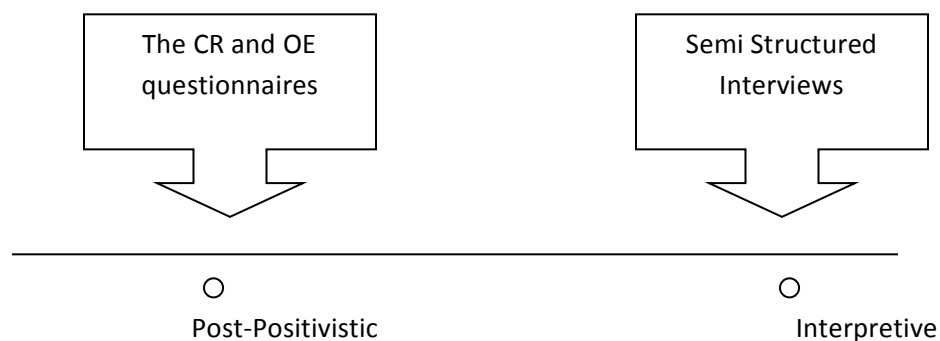 The CR and OE
questionnaires
Semi Structured
Interviews
Post-Positivistic
Interpretive